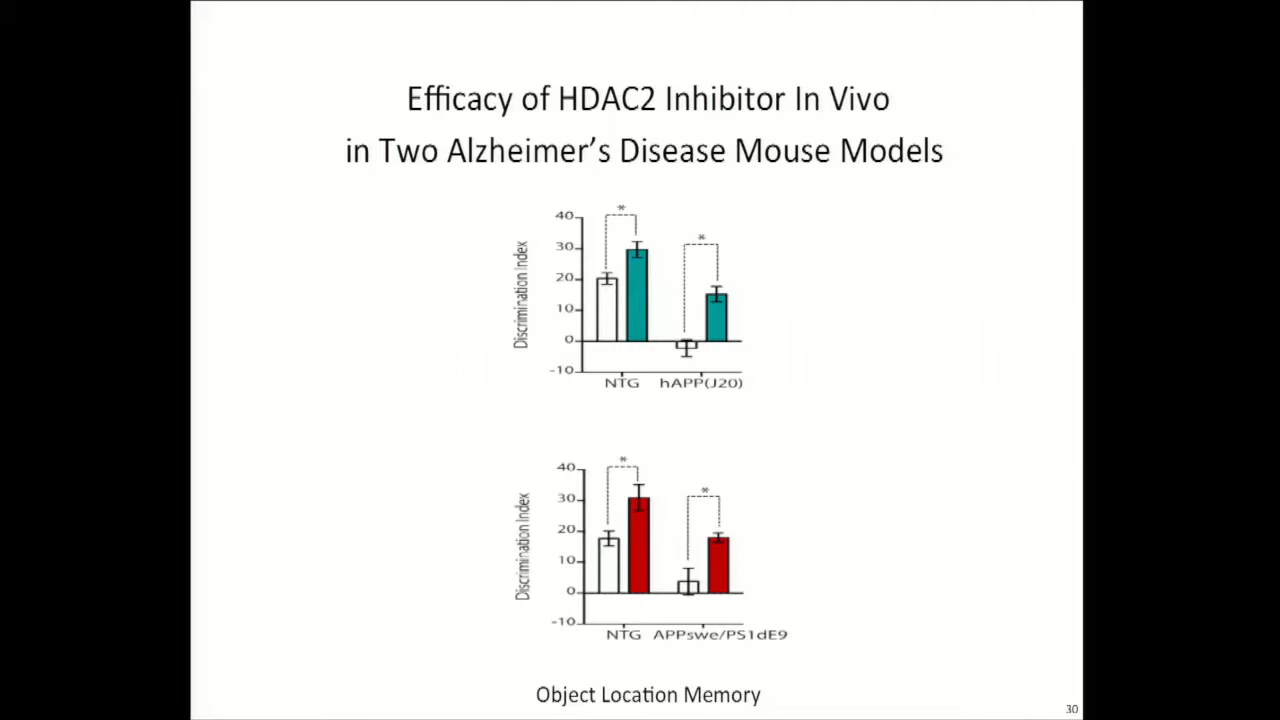 Efficacy of HDAC2 Inhibitor In Vivo
in Two Alzheimer's Disease Mouse Models
Discrimination Index
40
30
20
10
0
-10
*
*
NTG
hAPP(J20)
Discrimination Index
40
30
20
10
0
-10
*
*
NTG
APPswe/PS1dE9
Object Location Memory
30